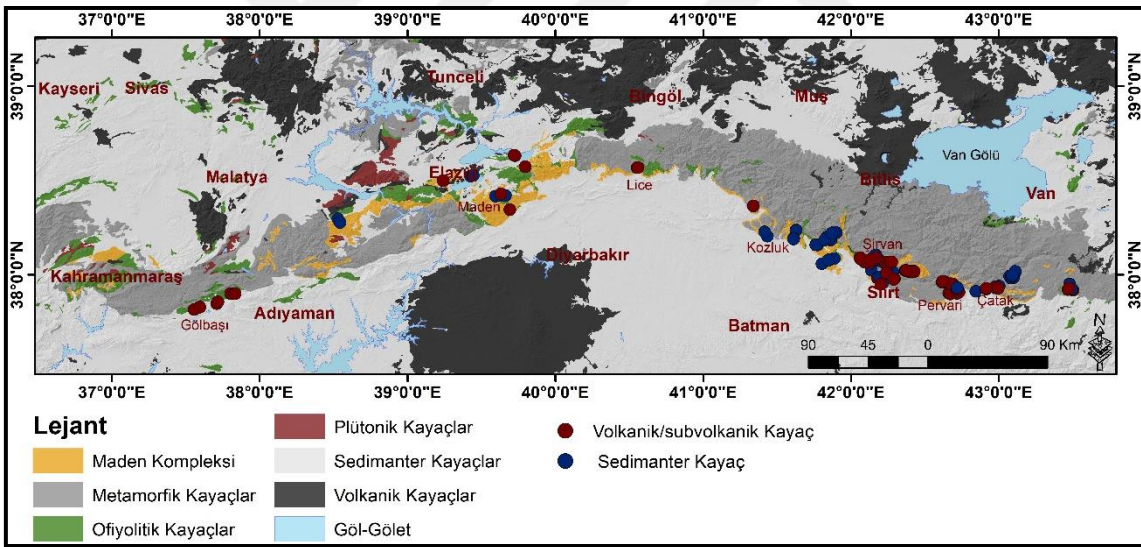 37°0'0"E 38°0'0"E 39°0'0"E 40°0'0"E 41°0'0"E 42°0'0"E 43°0'0"E
39°0'0"N
39°0'0"N
38°0'0"N
38°0'0"N
Kayseri
Sivas
Tunceli
Bingöl
Muş
Van Gölü
Malatya
Elazığ
Lice
Bitlis
Van
Maden
Kozluk
Şirvan
Kahramanmaraş
Diyarbakır
Siirt
Pervari
Çatak
Gölbaşı
Adıyaman
Batman
N
90 45 0 90 Km
37°0'0"E 38°0'0"E 39°0'0"E 40°0'0"E 41°0'0"E 42°0'0"E 43°0'0"E
Lejant
Maden Kompleksi
Metamorfik Kayaçlar
Ofiyolitik Kayaçlar
Plütonik Kayaçlar
Sedimanter Kayaçlar
Volkanik Kayaçlar
Göl-Gölet
Volkanik/subvolkanik Kayaç
Sedimanter Kayaç